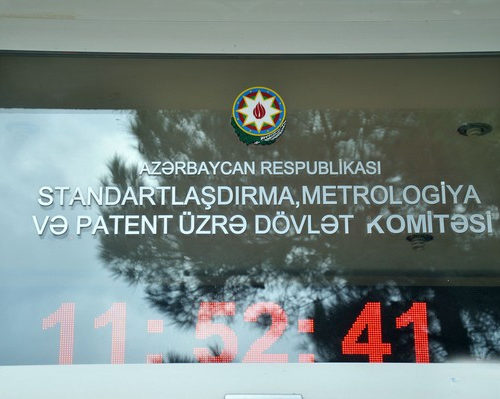 AZƏRBAYCAN RESPUBLİKASI
STANDARTLAŞDIRMA,METROLOGİYA
VƏ PATENT ÜZRƏ DÖVLƏT KOMİTƏSİ
11:52:41